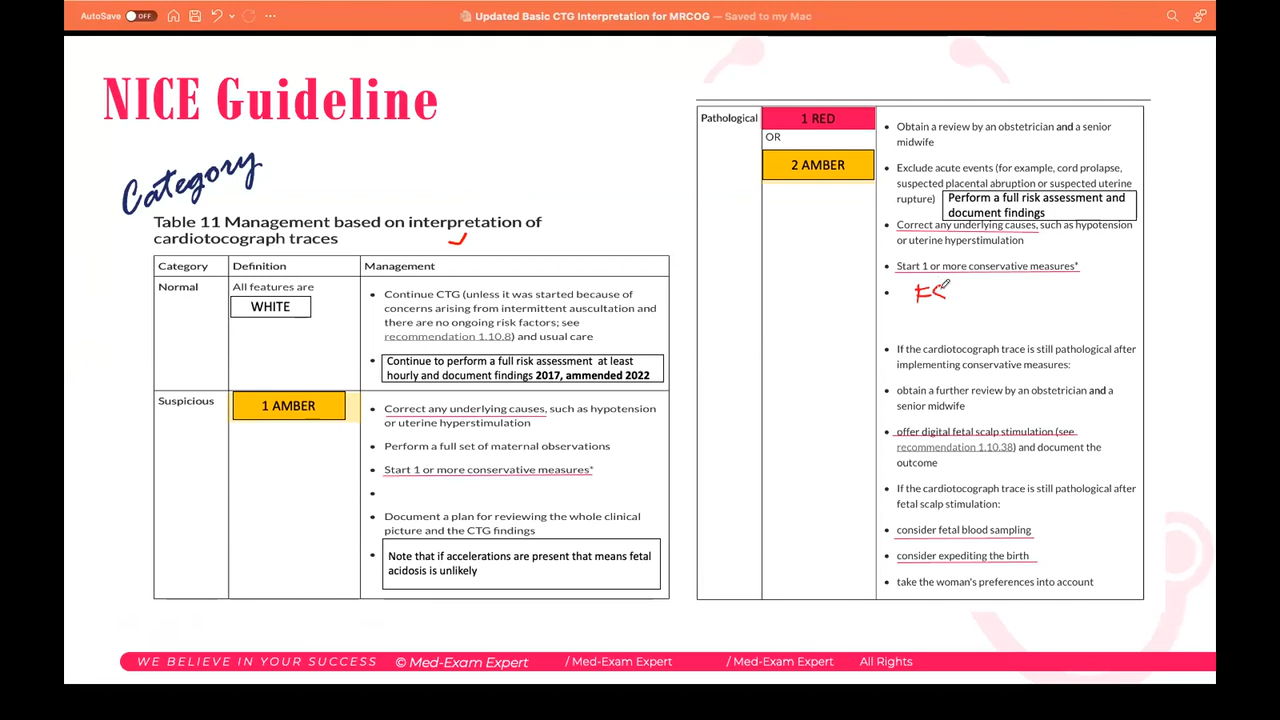 AutoSave OFF
Updated Basic CTG Interpretation for MRCOG — Saved to my Mac
NICE Guideline
Category
Table 11 Management based on interpretation of
cardiotocograph traces
Category Definition Management
Normal
All features are
WHITE
• Continue CTG (unless it was started because of
concerns arising from intermittent auscultation and
there are no ongoing risk factors; see
recommendation 1.10.8) and usual care
• Continue to perform a full risk assessment at least
hourly and document findings 2017, ammended 2022
Suspicious
1 AMBER
• Correct any underlying causes, such as hypotension
or uterine hyperstimulation
• Perform a full set of maternal observations
• Start 1 or more conservative measures*
•
• Document a plan for reviewing the whole clinical
picture and the CTG findings
• Note that if accelerations are present that means fetal
acidosis is unlikely
Pathological
1 RED
OR
2 AMBER
• Obtain a review by an obstetrician and a senior
midwife
• Exclude acute events (for example, cord prolapse,
suspected placental abruption or suspected uterine
rupture)
Perform a full risk assessment and
document findings
• Correct any underlying causes, such as hypotension
or uterine hyperstimulation
• Start 1 or more conservative measures*
• FS
• If the cardiotocograph trace is still pathological after
implementing conservative measures:
• obtain a further review by an obstetrician and a
senior midwife
• offer digital fetal scalp stimulation (see
recommendation 1.10.38) and document the
outcome
• If the cardiotocograph trace is still pathological after
fetal scalp stimulation:
• consider fetal blood sampling
• consider expediting the birth
• take the woman's preferences into account
WE BELIEVE IN YOUR SUCCESS © Med-Exam Expert / Med-Exam Expert / Med-Exam Expert All Rights